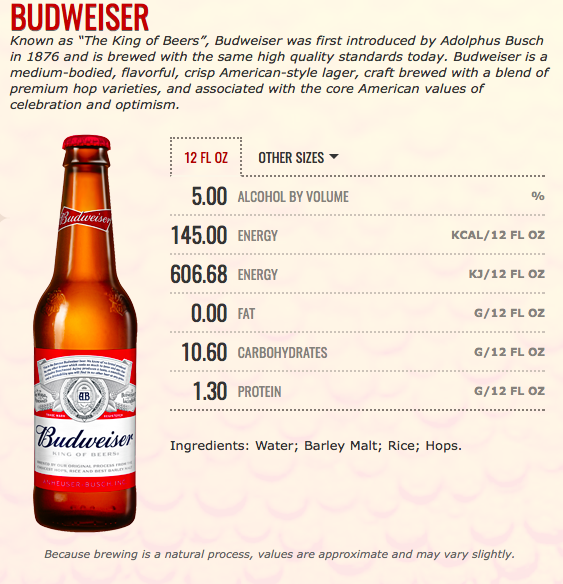 BUDWEISER
Known as “The King of Beers”, Budweiser was first introduced by Adolphus Busch
in 1876 and is brewed with the same high quality standards today. Budweiser is a
medium-bodied, flavorful, crisp American-style lager, craft brewed with a blend of
premium hop varieties, and associated with the core American values of
celebration and optimism.
12 FL OZ OTHER SIZES
5.00 ALCOHOL BY VOLUME %
145.00 ENERGY KCAL/12 FL OZ
606.68 ENERGY KJ/12 FL OZ
0.00 FAT G/12 FL OZ
10.60 CARBOHYDRATES G/12 FL OZ
1.30 PROTEIN G/12 FL OZ
Ingredients: Water; Barley Malt; Rice; Hops.
Budweiser
AB
Budweiser
KING OF BEERS
ANHEUSER-BUSCH
Because brewing is a natural process, values are approximate and may vary slightly.